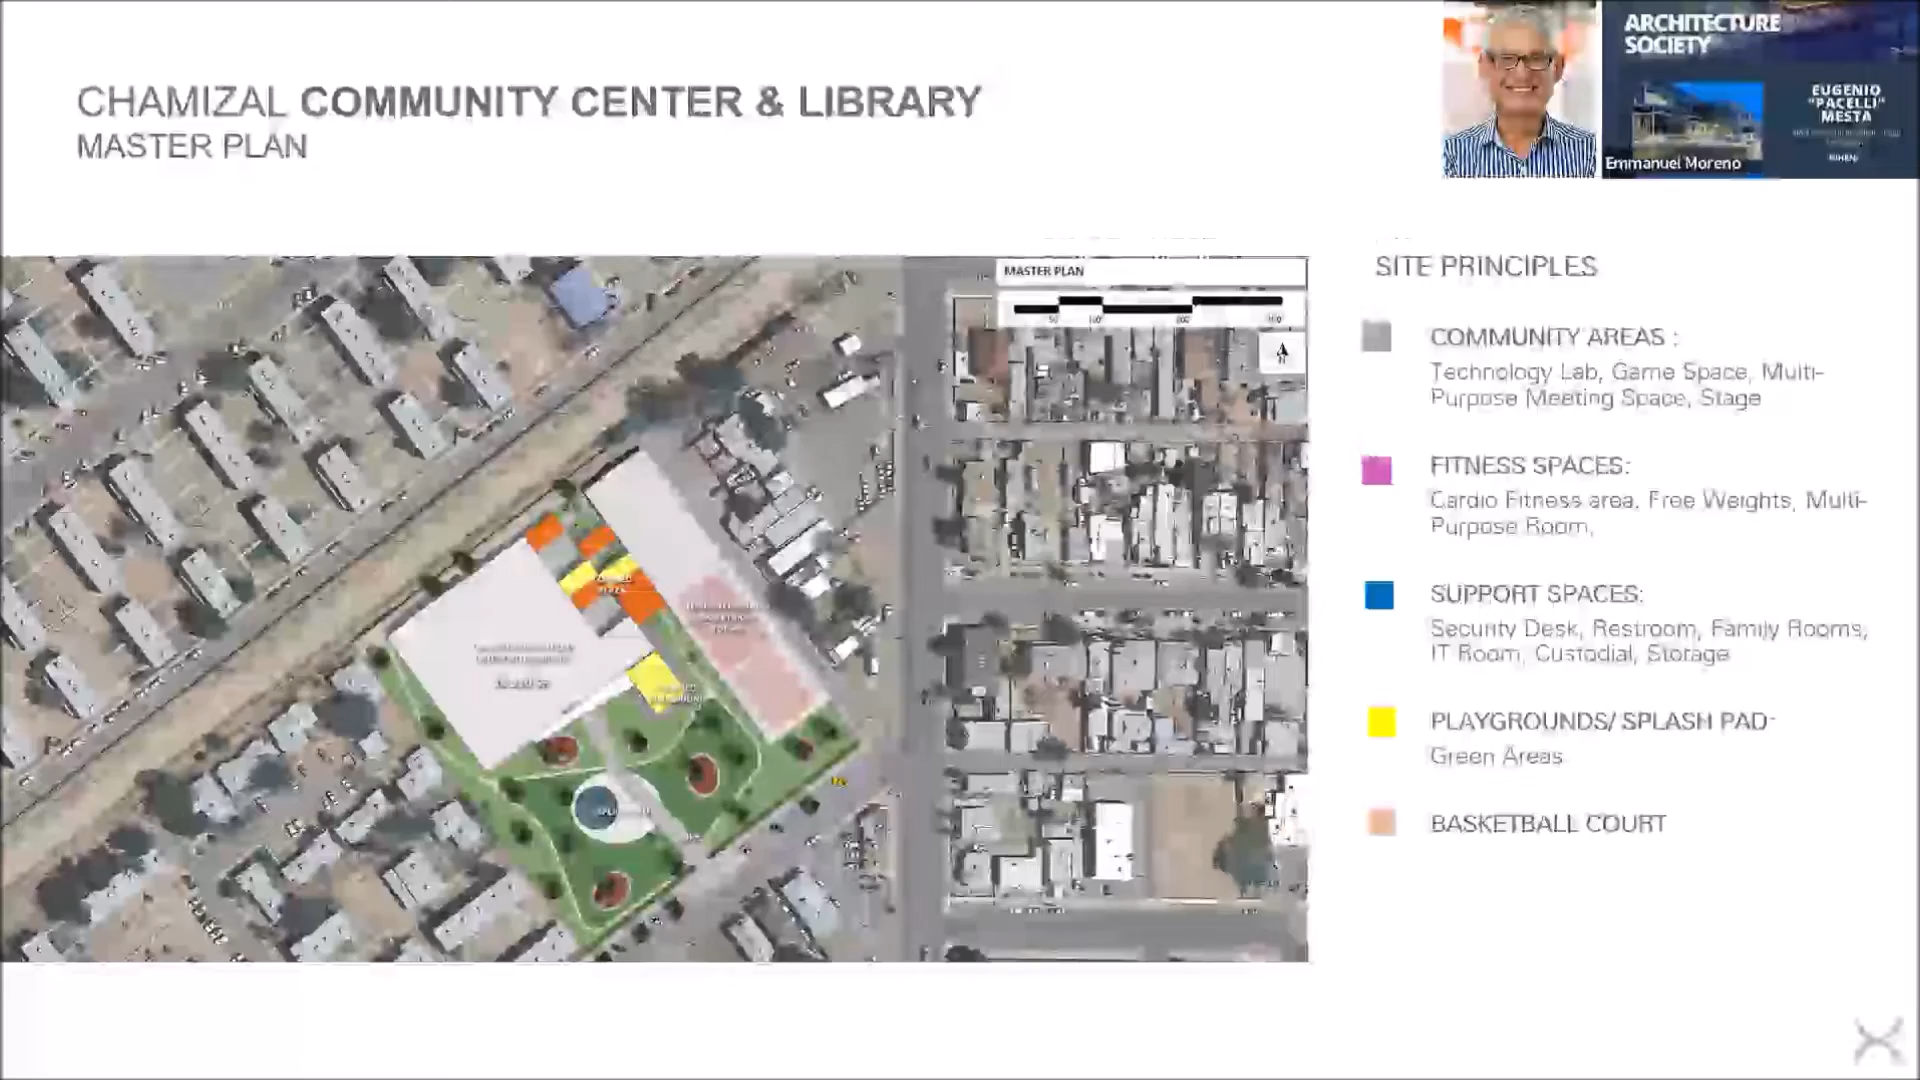 CHAMIZAL COMMUNITY CENTER & LIBRARY
MASTER PLAN
ARCHITECTURE
SOCIETY
EUGENIO
"PACELLI"
MESTA
Emmanuel Moreno
MASTER PLAN
SITE PRINCIPLES
COMMUNITY AREAS :
Technology Lab, Game Space, Multi-
Purpose Meeting Space, Stage
FITNESS SPACES:
Cardio Fitness area, Free Weights, Multi-
Purpose Room,
SUPPORT SPACES:
Security Desk, Restroom, Family Rooms,
IT Room, Custodial, Storage
PLAYGROUNDS/ SPLASH PAD:
Green Areas
BASKETBALL COURT